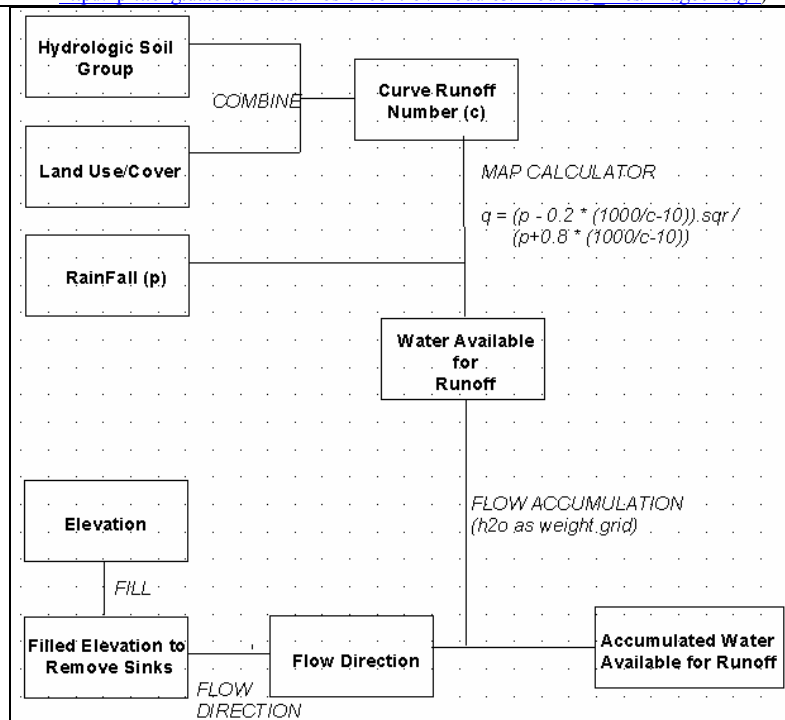 Hydrologic Soil
Group
COMBINE
Curve Runoff
Number (c)
Land Use/Cover
MAP CALCULATOR
q = (p - 0.2 * (1000/c-10)).sqr /
(p+0.8 * (1000/c-10))
RainFall (p)
Water Available
for
Runoff
Elevation
FLOW ACCUMULATION
(h2o as weight grid)
FILL
Filled Elevation to
Remove Sinks
FLOW
DIRECTION
Flow Direction
Accumulated Water
Available for Runoff